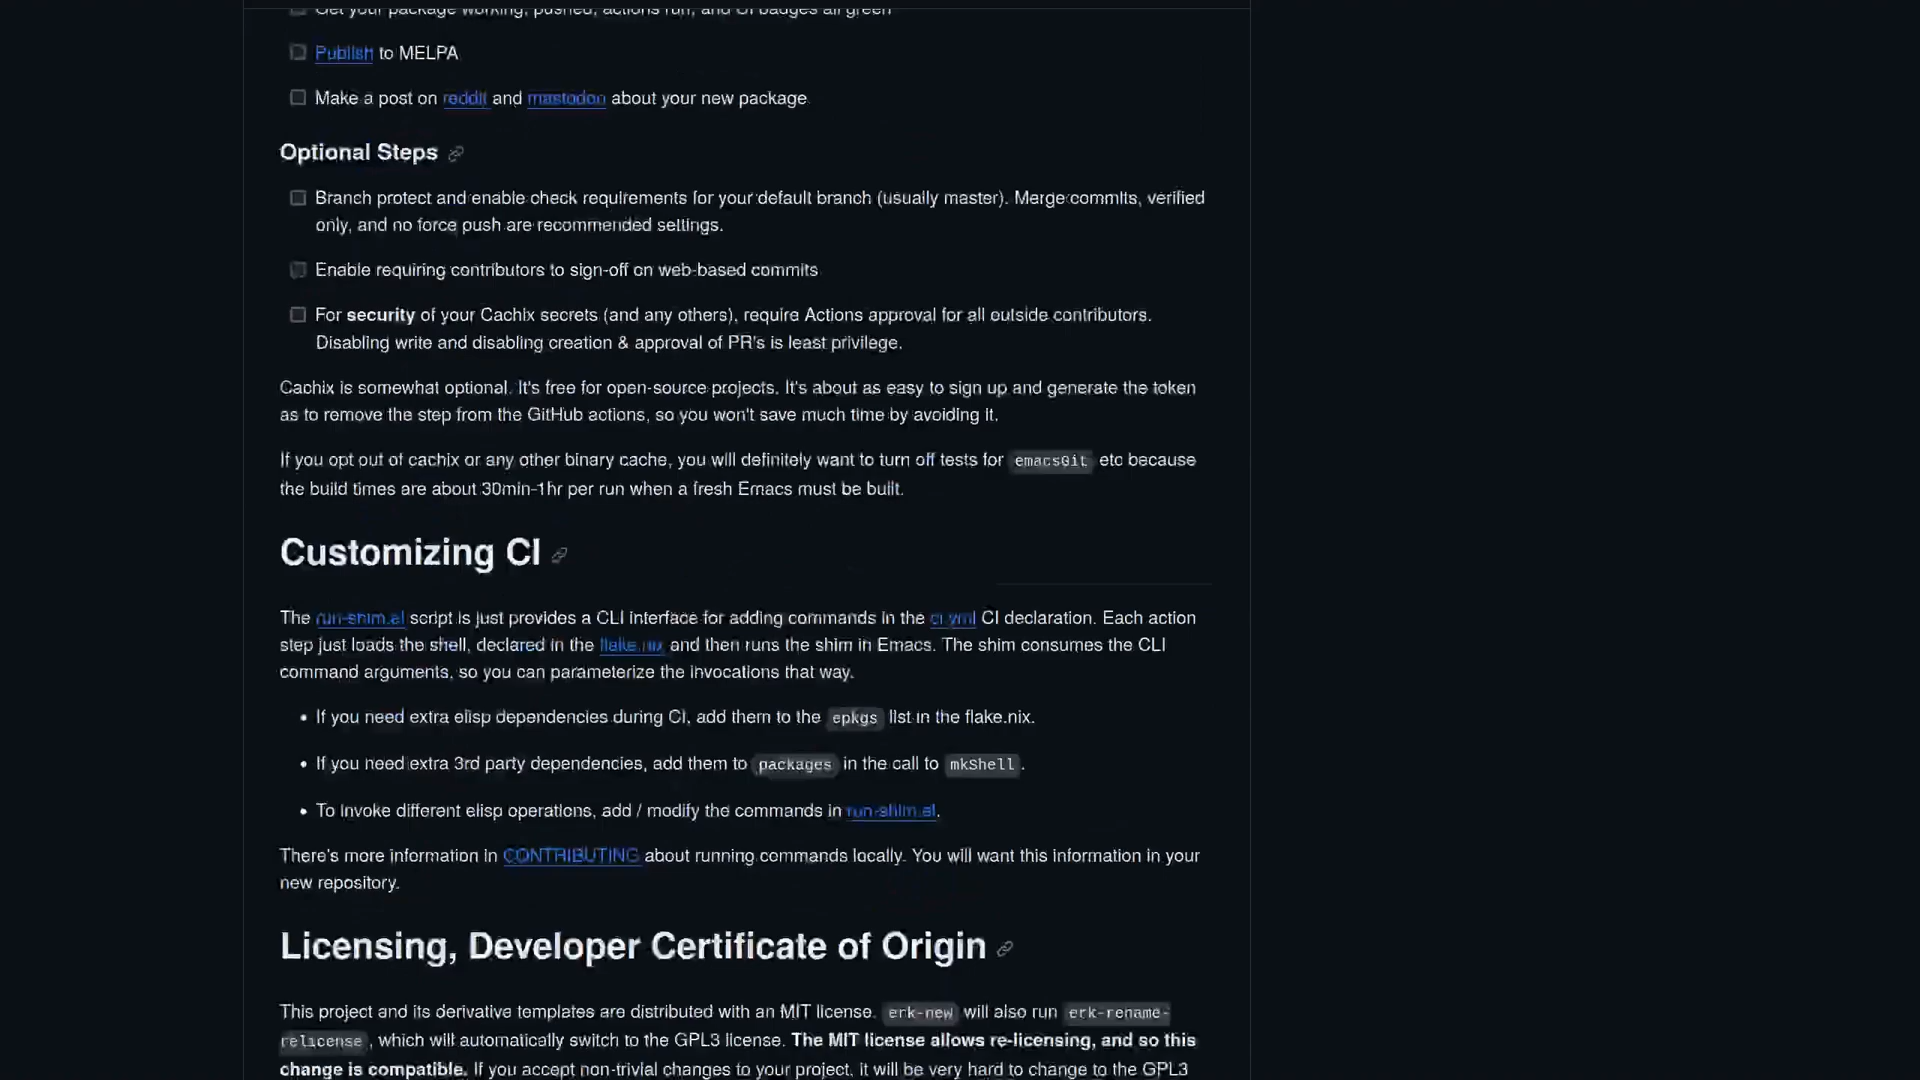 Get your package working, pushed, actions run, and CI badges all green
Publish to MELPA
Make a post on reddit and mastodon about your new package
Optional Steps
Branch protect and enable check requirements for your default branch (usually master). Merge commits, verified
only, and no force push are recommended settings.
Enable requiring contributors to sign-off on web-based commits
For security of your Cachix secrets (and any others), require Actions approval for all outside contributors.
Disabling write and disabling creation & approval of PR's is least privilege.
Cachix is somewhat optional. It's free for open-source projects. It's about as easy to sign up and generate the token
as to remove the step from the GitHub actions, so you won't save much time by avoiding it.
If you opt out of cachix or any other binary cache, you will definitely want to turn off tests for emacsGit etc because
the build times are about 30min-1hr per run when a fresh Emacs must be built.
Customizing CI
The run-shim.el script is just provides a CLI interface for adding commands in the ci.yml CI declaration. Each action
step just loads the shell, declared in the flake.nix and then runs the shim in Emacs. The shim consumes the CLI
command arguments, so you can parameterize the invocations that way.
• If you need extra elisp dependencies during CI, add them to the epkgs list in the flake.nix.
• If you need extra 3rd party dependencies, add them to packages in the call to mkShell.
• To invoke different elisp operations, add / modify the commands in run-shim.el.
There's more information in CONTRIBUTING about running commands locally. You will want this information in your
new repository.
Licensing, Developer Certificate of Origin
This project and its derivative templates are distributed with an MIT license. erk-new will also run erk-rename-
relicense, which will automatically switch to the GPL3 license. The MIT license allows re-licensing, and so this
change is compatible. If you accept non-trivial changes to your project, it will be very hard to change to the GPL3